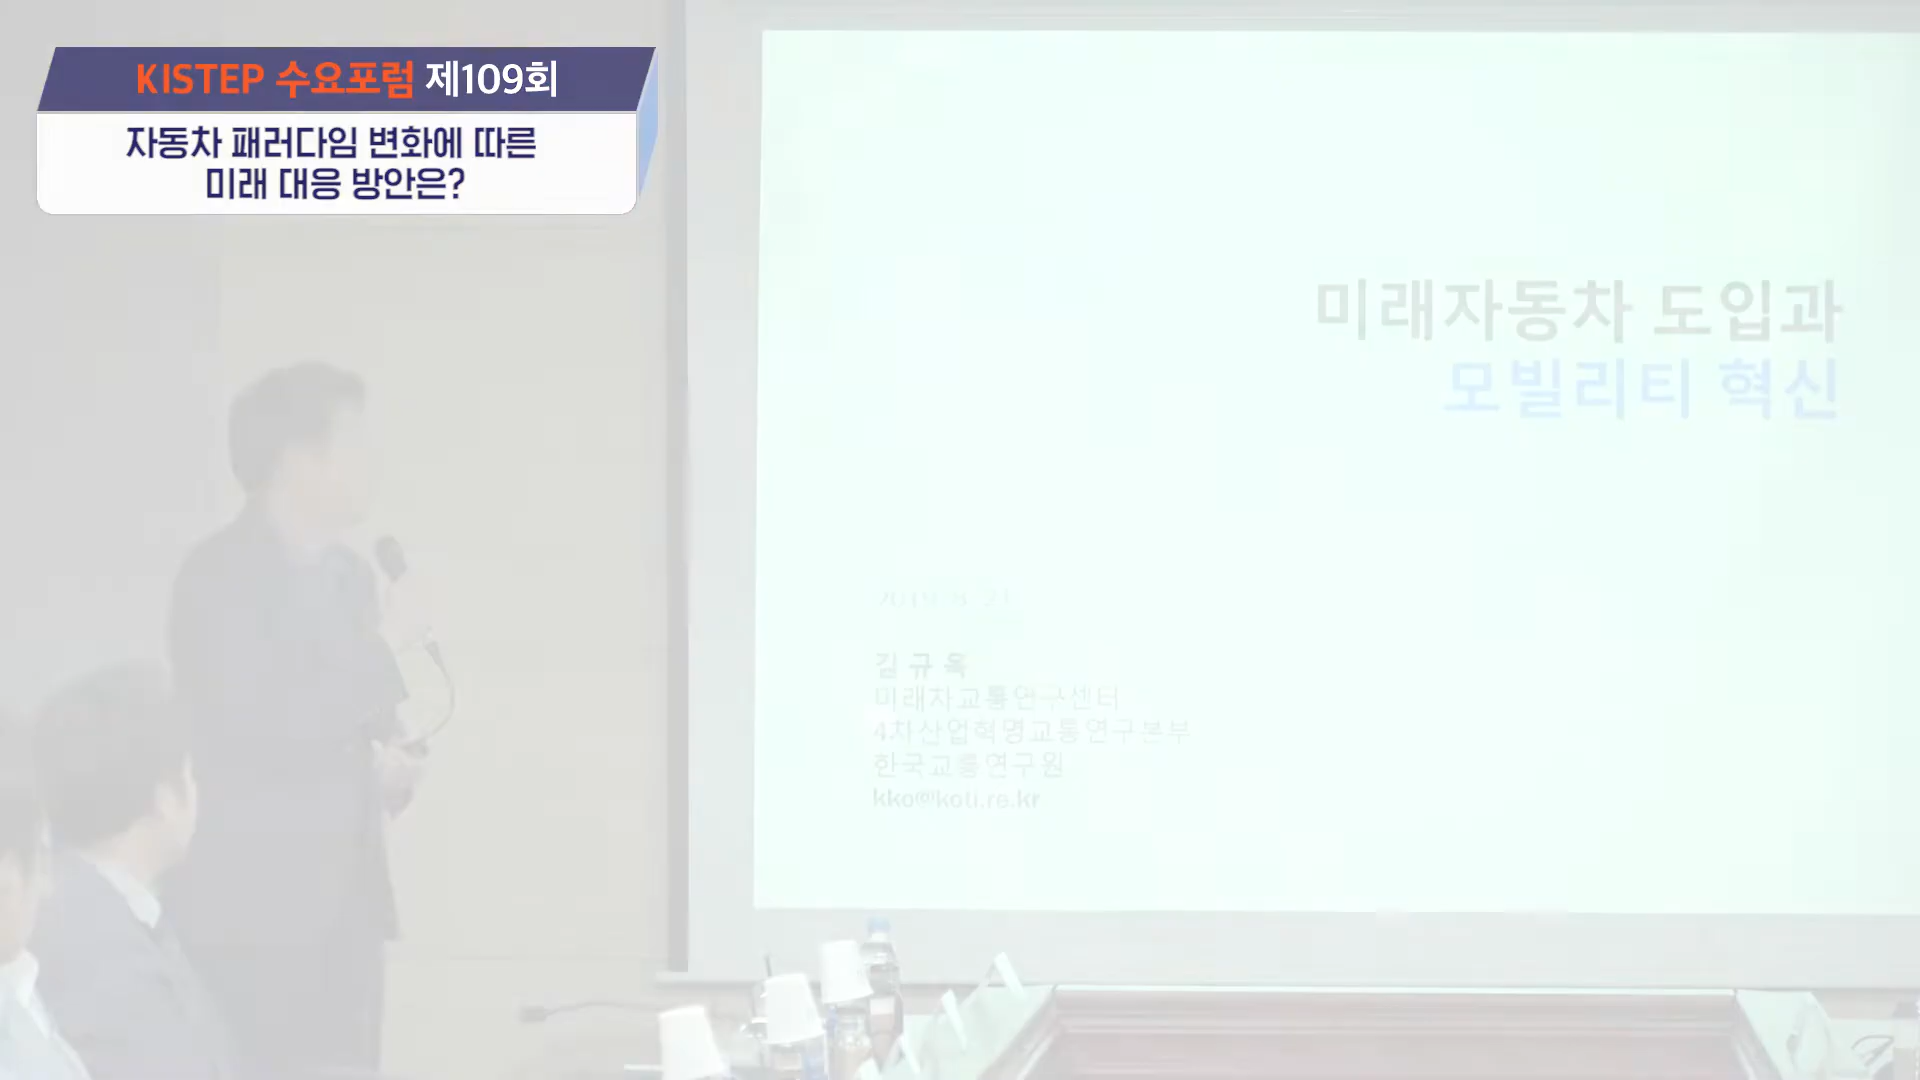 KISTEP 수요포럼 제109회
자동차 패러다임 변화에 따른
미래 대응 방안은?
미래자동차 도입과
모빌리티 혁신
2019. 8. 21
김 규 옥
미래차교통연구센터
4차산업혁명교통연구본부
한국교통연구원
kko@koti.re.kr